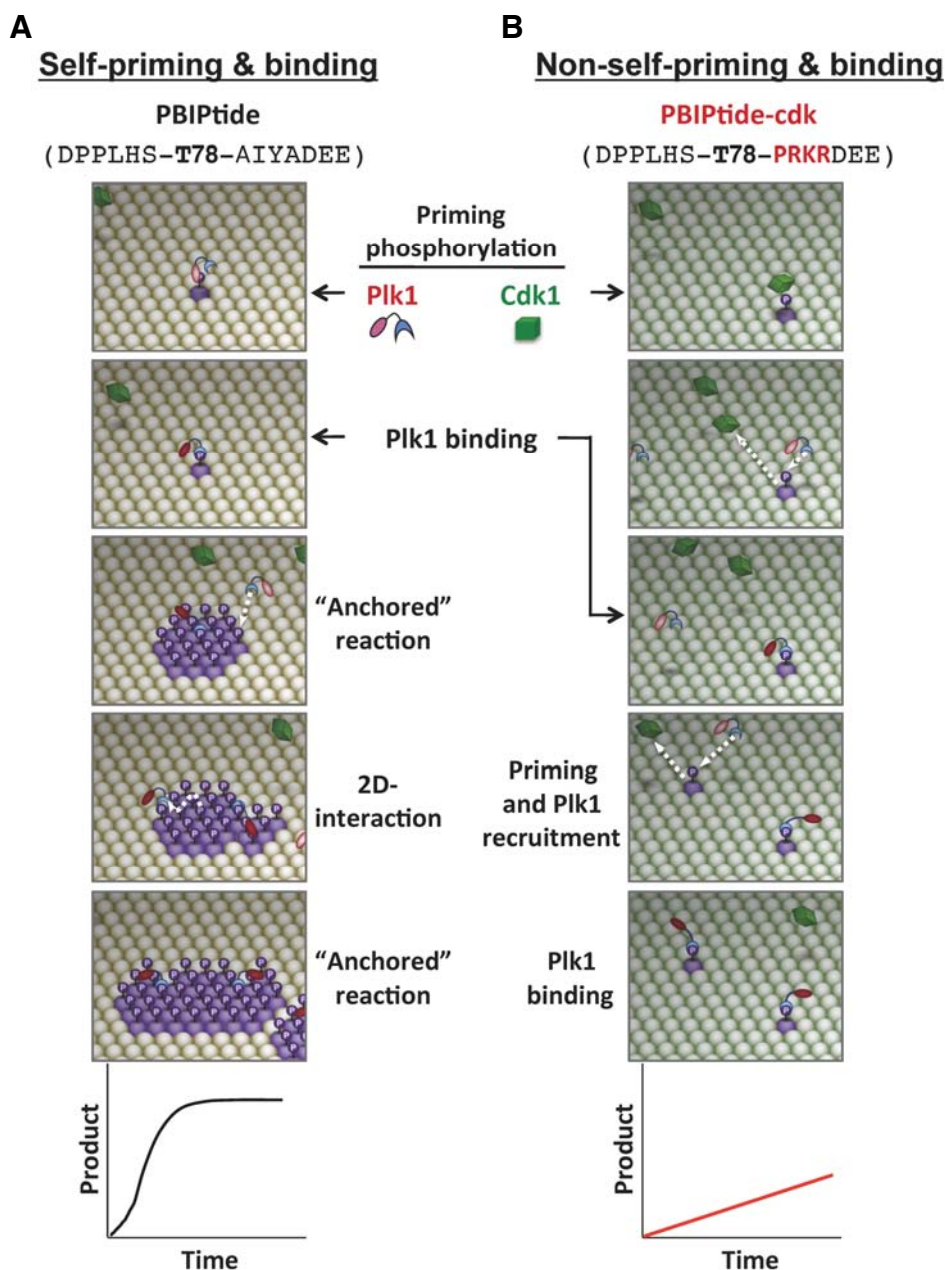 A
Self-priming & binding
PBIPtide
(DPPLHS–T78–AIYADEE)
B
Non-self-priming & binding
PBIPtide-cdk
(DPPLHS–T78–PRKRDEE)
Priming
phosphorylation
Plk1
Cdk1
Plk1 binding
“Anchored”
reaction
2D-
interaction
“Anchored”
reaction
Priming
and Plk1
recruitment
Plk1
binding
Product
Time
Product
Time